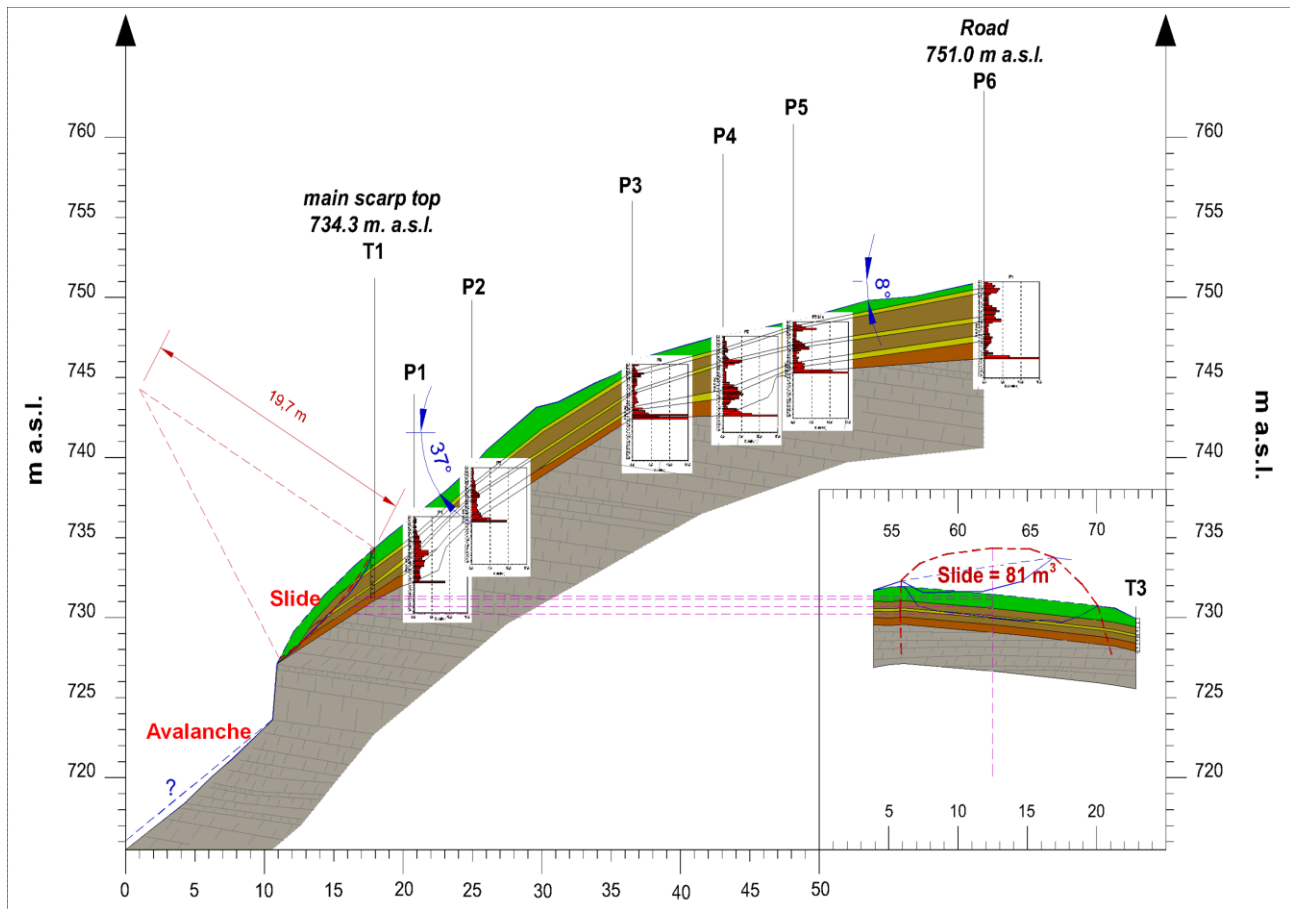 Road
751.0 m a.s.l.
P6
P5
P4
P3
main scarp top
734.3 m. a.s.l.
T1
P2
P1
760
755
750
745
740
735
730
725
720
m a.s.l.
760
755
750
745
740
735
730
725
720
m a.s.l.
8°
37°
19,7 m
Slide
Avalanche
?
55 60 65 70
Slide = 81 m³
T3
5 10 15 20
0 5 10 15 20 25 30 35 40 45 50